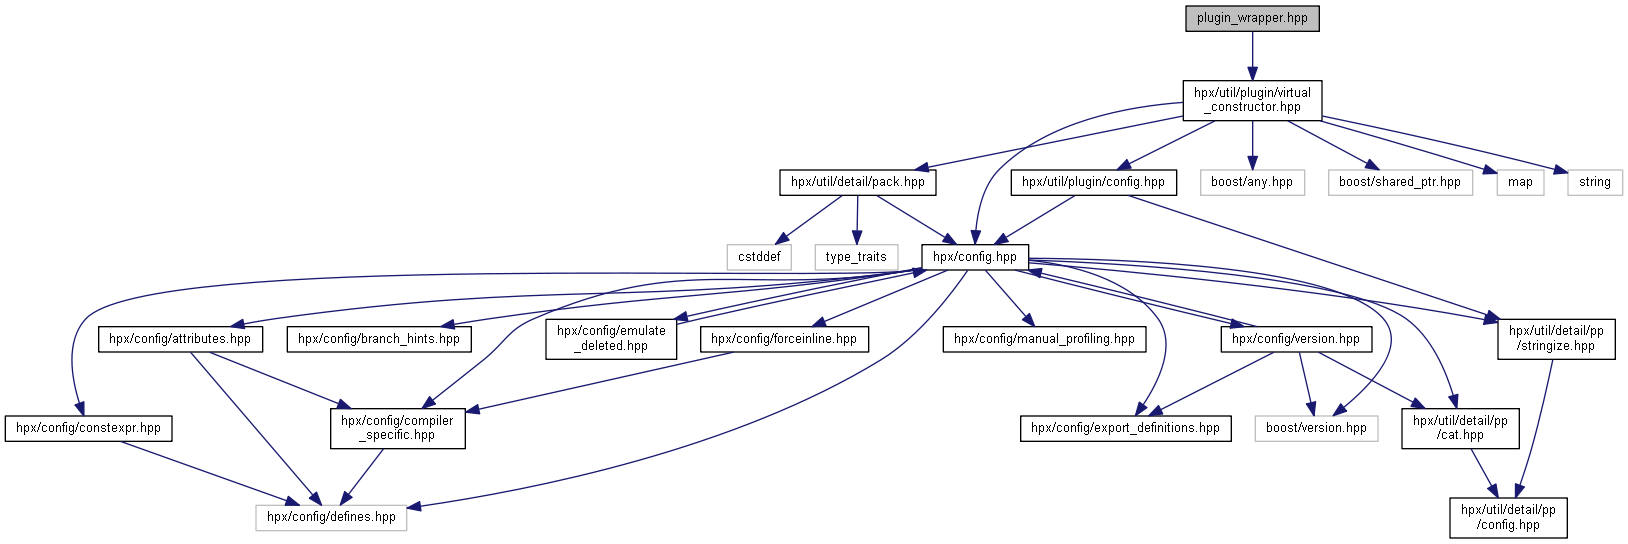 plugin_wrapper.hpp
hpx/util/plugin/virtual
_constructor.hpp
hpx/util/detail/pack.hpp
hpx/util/plugin/config.hpp
boost/any.hpp
boost/shared_ptr.hpp
map
string
cstddef
type_traits
hpx/config.hpp
hpx/config/attributes.hpp
hpx/config/branch_hints.hpp
hpx/config/emulate
_deleted.hpp
hpx/config/forceinline.hpp
hpx/config/manual_profiling.hpp
hpx/config/version.hpp
hpx/util/detail/pp
/stringize.hpp
hpx/config/constexpr.hpp
hpx/config/compiler
_specific.hpp
hpx/config/export_definitions.hpp
boost/version.hpp
hpx/util/detail/pp
/cat.hpp
hpx/config/defines.hpp
hpx/util/detail/pp
/config.hpp